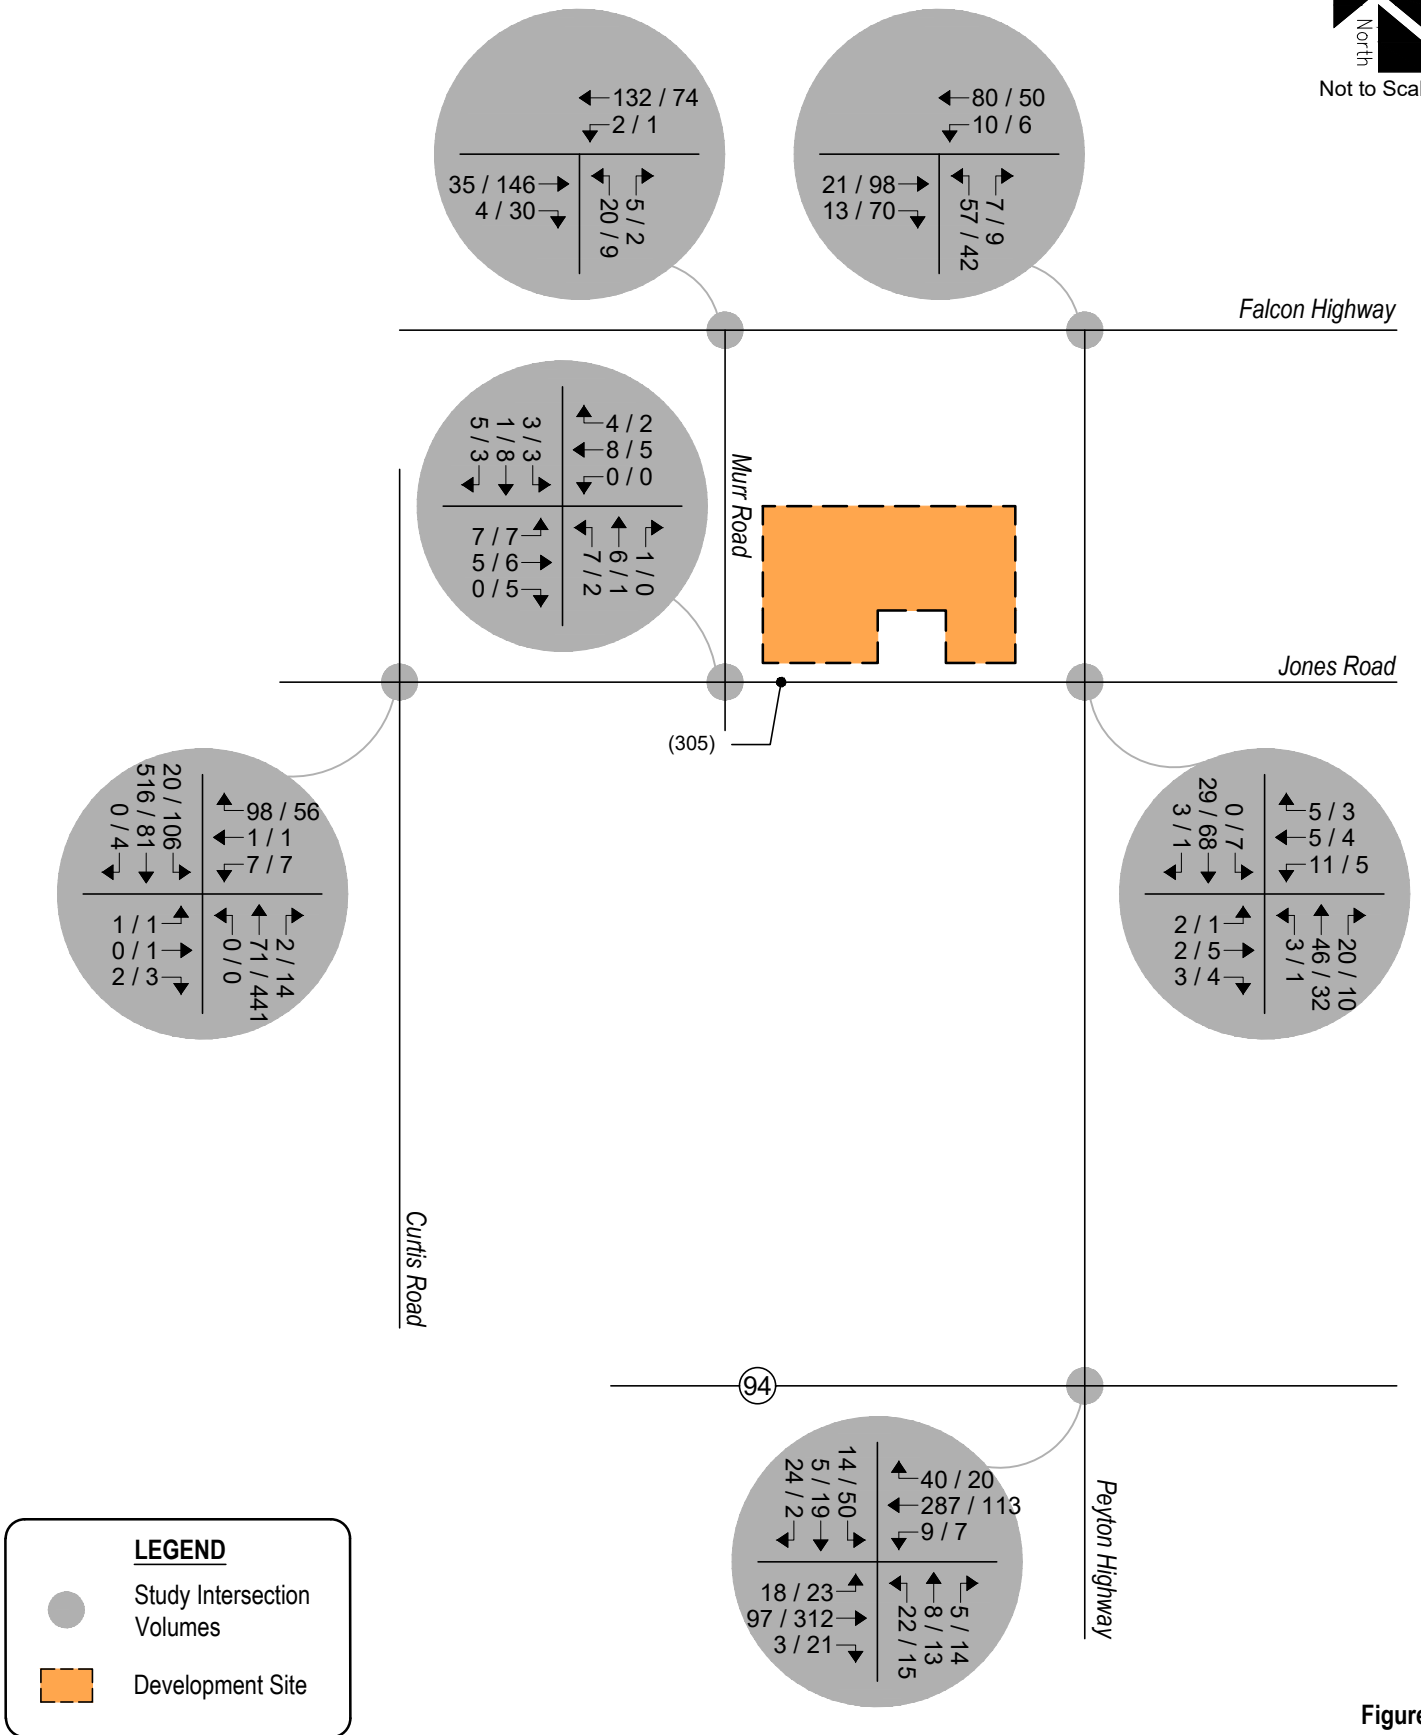 North
Not to Scal
132 / 74
2 / 1
35 / 146
4 / 30
20 / 9
5 / 2
80 / 50
10 / 6
21 / 98
13 / 70
57 / 42
7 / 9
Falcon Highway
5 / 3
1 / 8
3 / 3
4 / 2
8 / 5
0 / 0
7 / 7
5 / 6
0 / 5
7 / 2
6 / 1
1 / 0
Murr Road
Jones Road
(305)
0 / 4
516 / 81
20 / 106
98 / 56
1 / 1
7 / 7
1 / 1
0 / 1
2 / 3
0 / 0
71 / 441
2 / 14
3 / 1
29 / 68
0 / 7
5 / 3
5 / 4
11 / 5
2 / 1
2 / 5
3 / 4
3 / 1
46 / 32
20 / 10
Curtis Road
94
24 / 2
5 / 19
14 / 50
40 / 20
287 / 113
9 / 7
18 / 23
97 / 312
3 / 21
22 / 15
8 / 13
5 / 14
Peyton Highway
LEGEND
Study Intersection
Volumes
Development Site
Figure